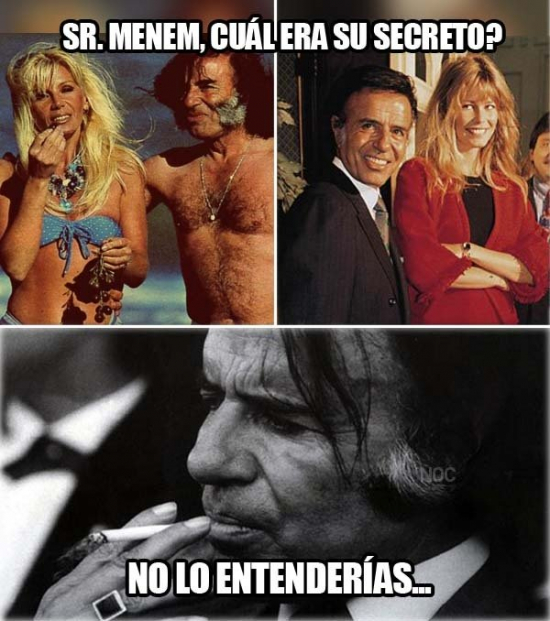 SR. MENEM, CUÁL ERA SU SECRETO?
NOC
NO LO ENTENDERÍAS...